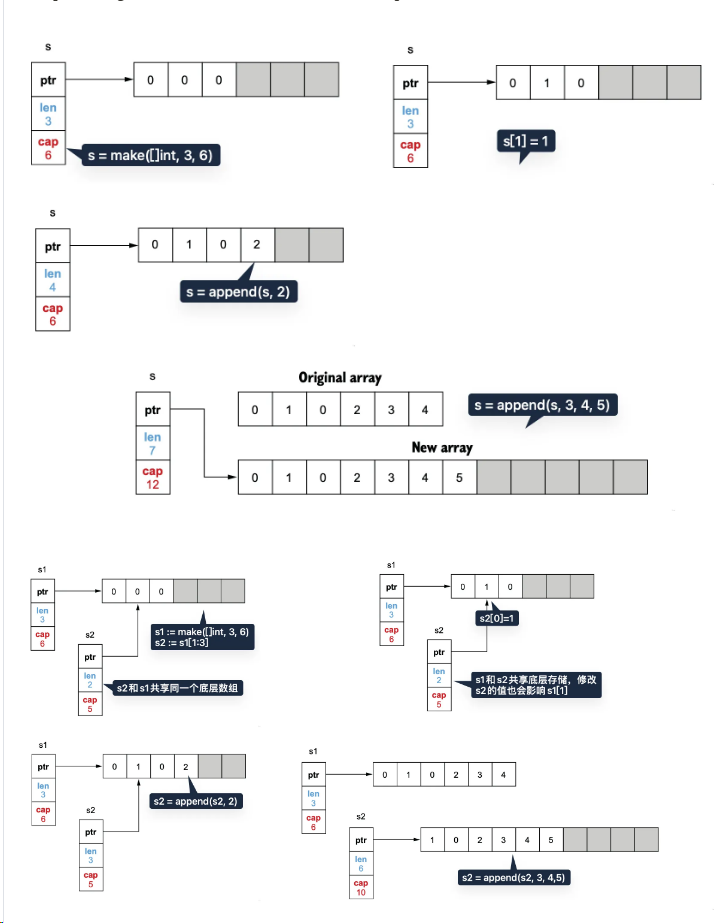 s
ptr
len
3
cap
6
0 0 0
s = make([]int, 3, 6)
s
ptr
len
3
cap
6
0 1 0
s[1] = 1
s
ptr
len
4
cap
6
0 1 0 2
s = append(s, 2)
s
ptr
len
7
cap
12
Original array
0 1 0 2 3 4
s = append(s, 3, 4, 5)
New array
0 1 0 2 3 4 5
s1
ptr
len
3
cap
6
0 0 0
s1 := make([]int, 3, 6)
s2 := s1[1:3]
s2
ptr
len
2
cap
5
s2和s1共享同一个底层数组
s1
ptr
len
3
cap
6
0 1 0
s2[0]=1
s2
ptr
len
2
cap
5
s1和s2共享底层存储，修改
s2的值也会影响s1[1]
s1
ptr
len
3
cap
6
0 1 0 2
s2 = append(s2, 2)
s2
ptr
len
3
cap
5
s1
ptr
len
3
cap
6
0 1 0 2 3 4
s2
ptr
len
6
cap
10
1 0 2 3 4 5
s2 = append(s2, 3, 4,5)